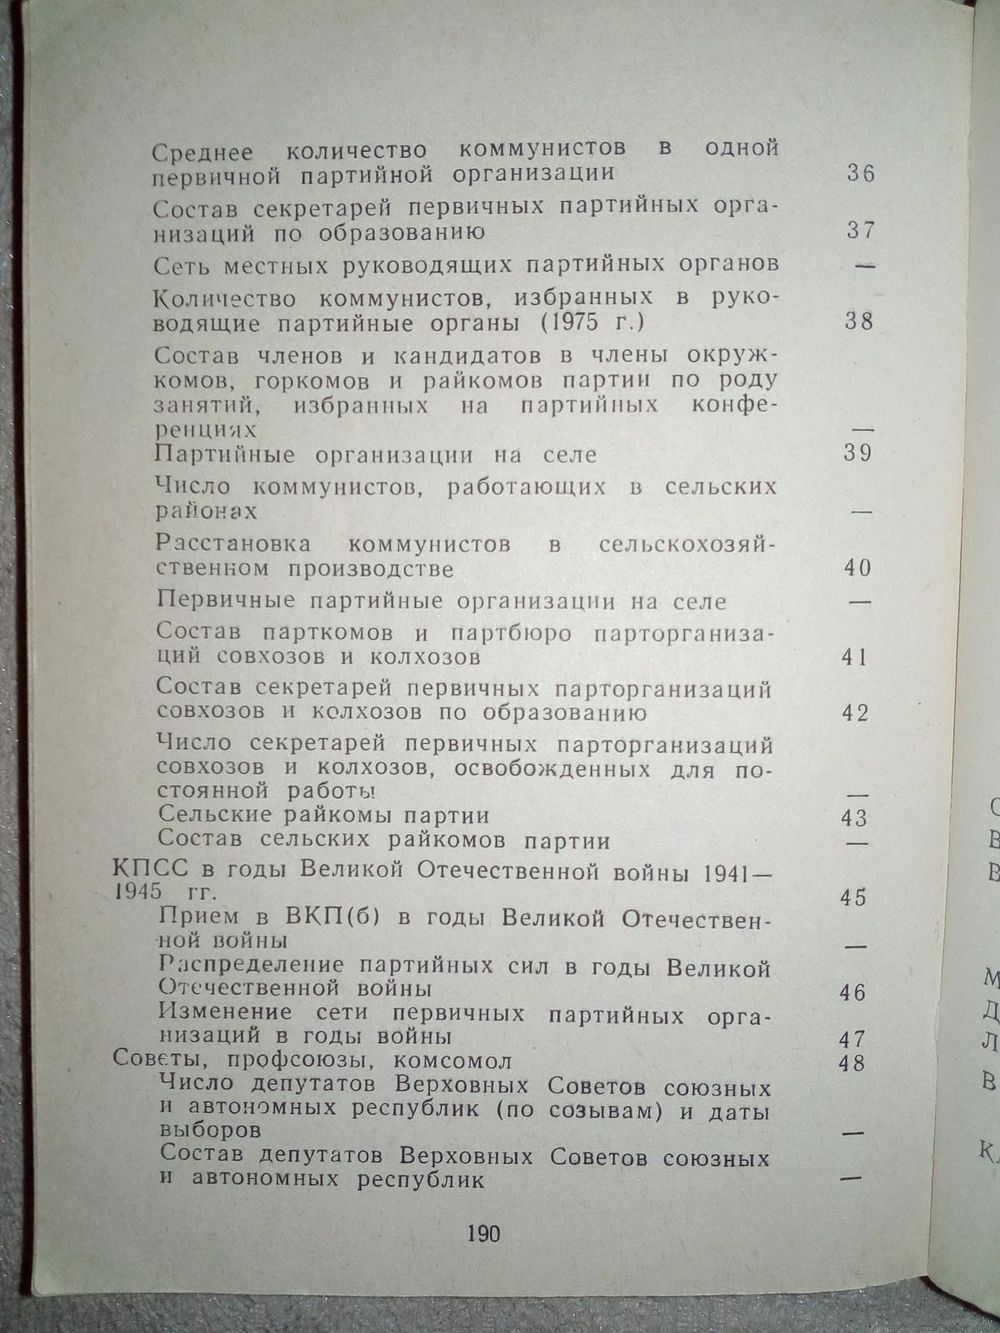 Среднее количество коммунистов в одной
первичной партийной организации 36
Состав секретарей первичных партийных орга-
низаций по образованию 37
Сеть местных руководящих партийных органов —
Количество коммунистов, избранных в руко-
водящие партийные органы (1975 г.) 38
Состав членов и кандидатов в члены окруж-
комов, горкомов и райкомов партии по роду
занятий, избранных на партийных конфе-
ренциях —
Партийные организации на селе 39
Число коммунистов, работающих в сельских
районах —
Расстановка коммунистов в сельскохозяй-
ственном производстве 40
Первичные партийные организации на селе —
Состав парткомов и партбюро парторганиза-
ций совхозов и колхозов 41
Состав секретарей первичных парторганизаций
совхозов и колхозов по образованию 42
Число секретарей первичных парторганизаций
совхозов и колхозов, освобожденных для по-
стоянной работы —
Сельские райкомы партии 43
Состав сельских райкомов партии —
КПСС в годы Великой Отечественной войны 1941—
1945 гг. 45
Прием в ВКП(б) в годы Великой Отечествен-
ной войны —
Распределение партийных сил в годы Великой
Отечественной войны 46
Изменение сети первичных партийных орга-
низаций в годы войны 47
Советы, профсоюзы, комсомол 48
Число депутатов Верховных Советов союзных
и автономных республик (по созывам) и даты
выборов —
Состав депутатов Верховных Советов союзных
и автономных республик —
190